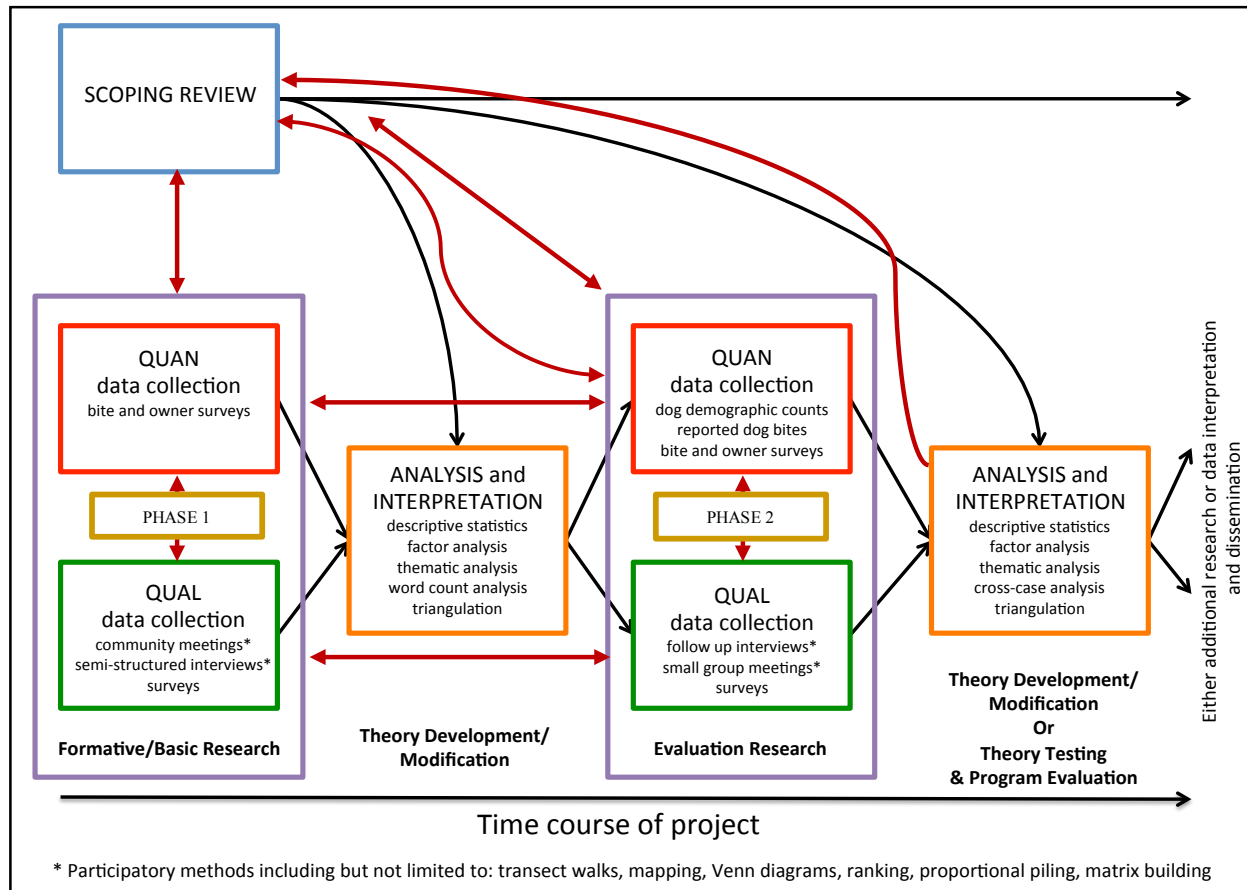 SCOPING REVIEW
QUAN
data collection
bite and owner surveys
PHASE 1
QUAL
data collection
community meetings*
semi-structured interviews*
surveys
Formative/Basic Research
ANALYSIS and
INTERPRETATION
descriptive statistics
factor analysis
thematic analysis
word count analysis
triangulation
Theory Development/
Modification
QUAN
data collection
dog demographic counts
reported dog bites
bite and owner surveys
PHASE 2
QUAL
data collection
follow up interviews*
small group meetings*
surveys
Evaluation Research
ANALYSIS and
INTERPRETATION
descriptive statistics
factor analysis
thematic analysis
cross-case analysis
triangulation
Theory Development/
Modification
Or
Theory Testing
& Program Evaluation
Either additional research or data interpretation
and dissemination
Time course of project
* Participatory methods including but not limited to: transect walks, mapping, Venn diagrams, ranking, proportional piling, matrix building